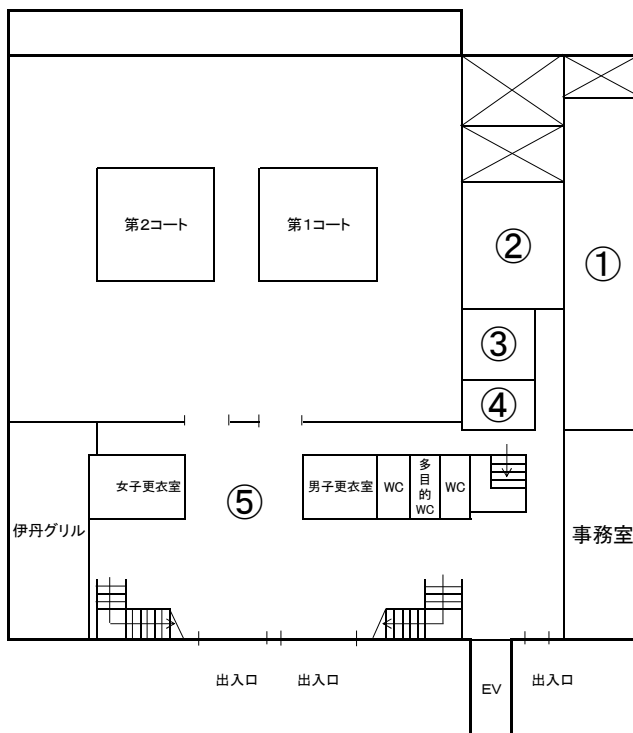 第2コート
第1コート
②
①
③
④
女子更衣室
⑤
男子更衣室
WC
多
目
的
WC
WC
伊丹グリル
事務室
出入口
出入口
EV
出入口